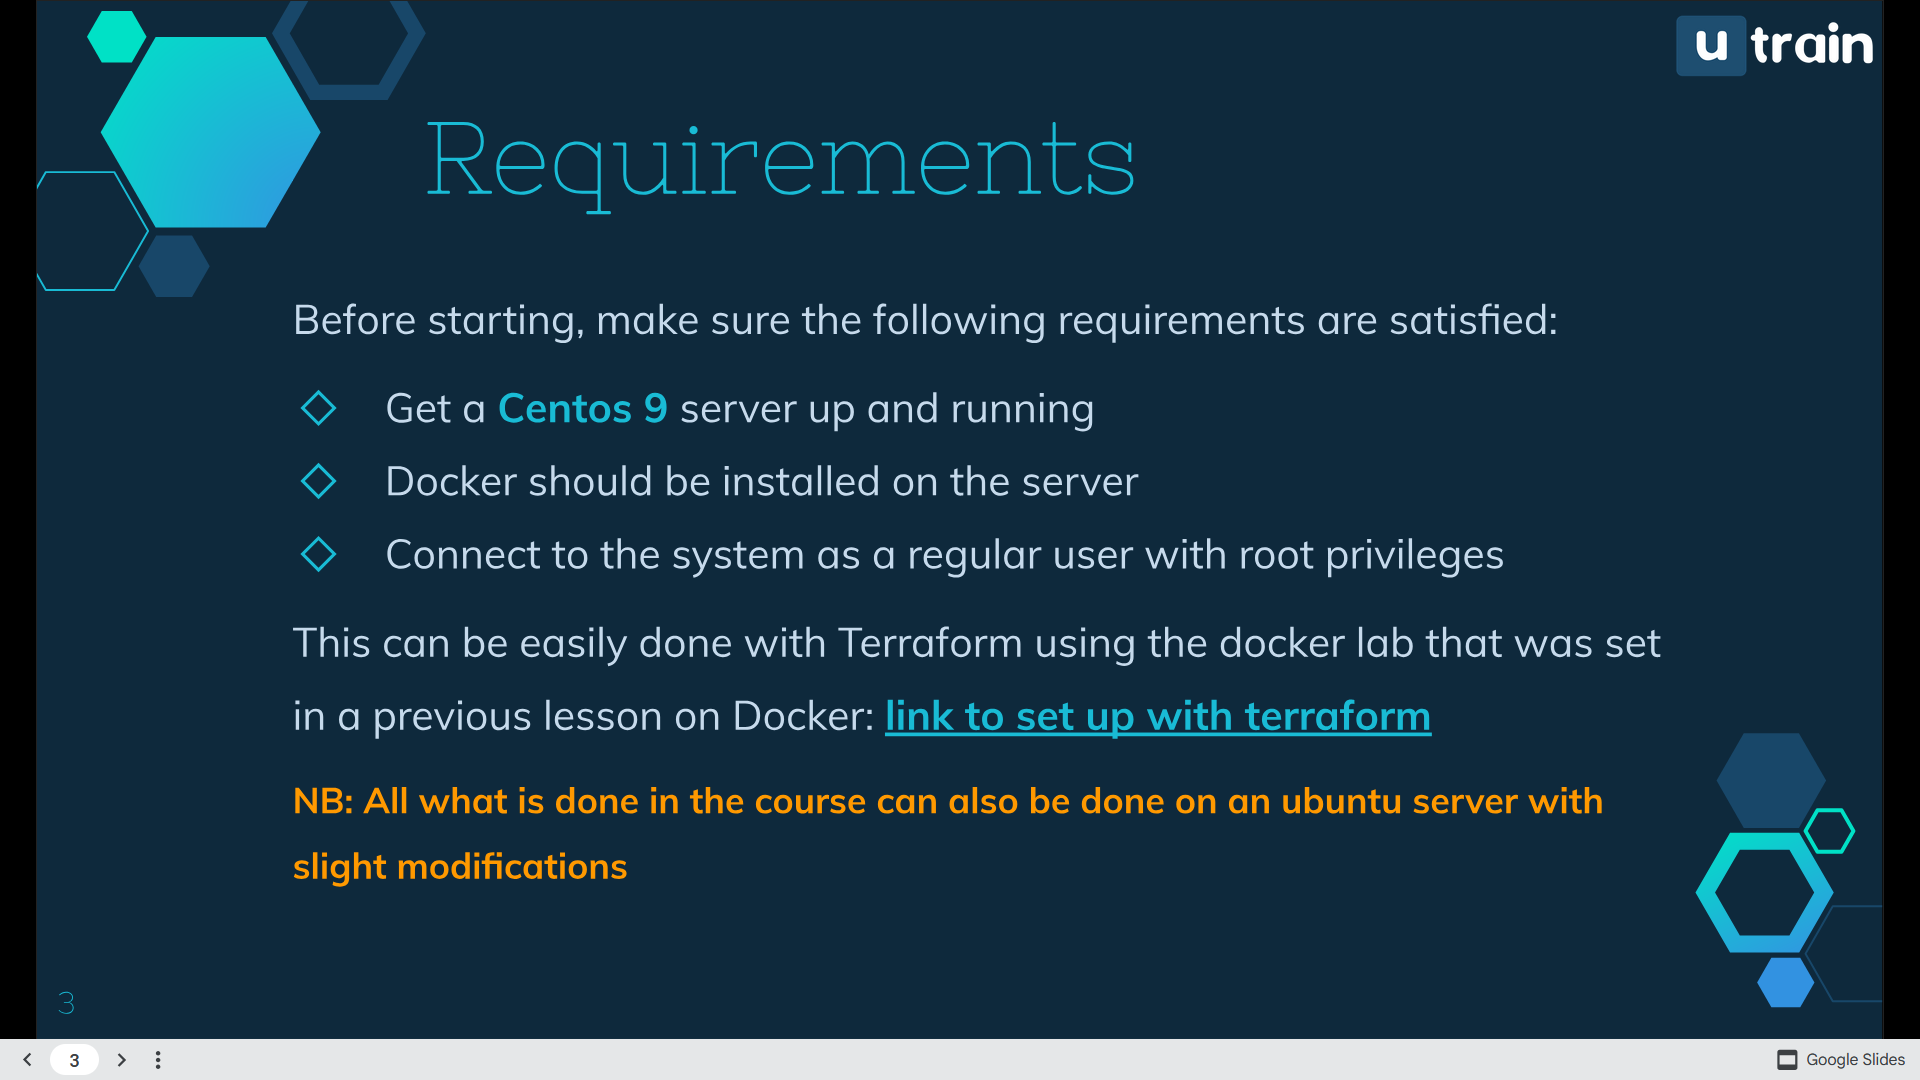 u train
Requirements
Before starting, make sure the following requirements are satisfied:
Get a Centos 9 server up and running
Docker should be installed on the server
Connect to the system as a regular user with root privileges
This can be easily done with Terraform using the docker lab that was set
in a previous lesson on Docker: link to set up with terraform
NB: All what is done in the course can also be done on an ubuntu server with
slight modifications
3
3
Google Slides